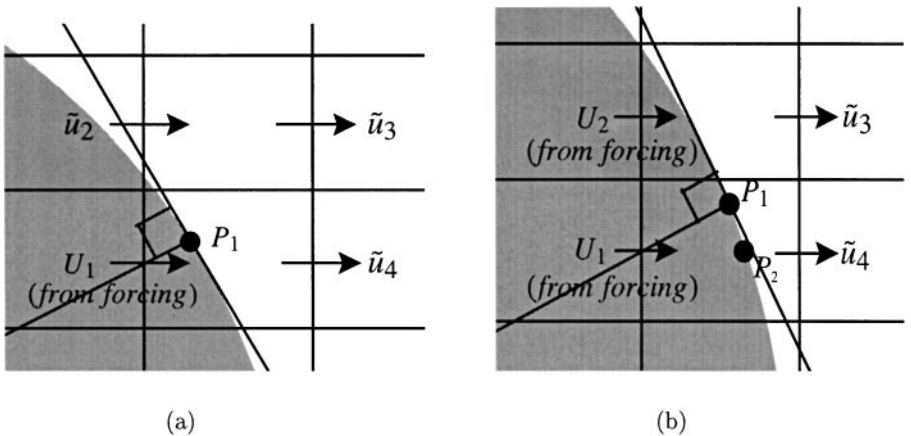 ũ₂ ũ₃
P₁
U₁ ũ₄
(from forcing)
(a)
U₂ ũ₃
(from forcing)
P₁
U₁ ũ₄
(from forcing) P₂
(b)